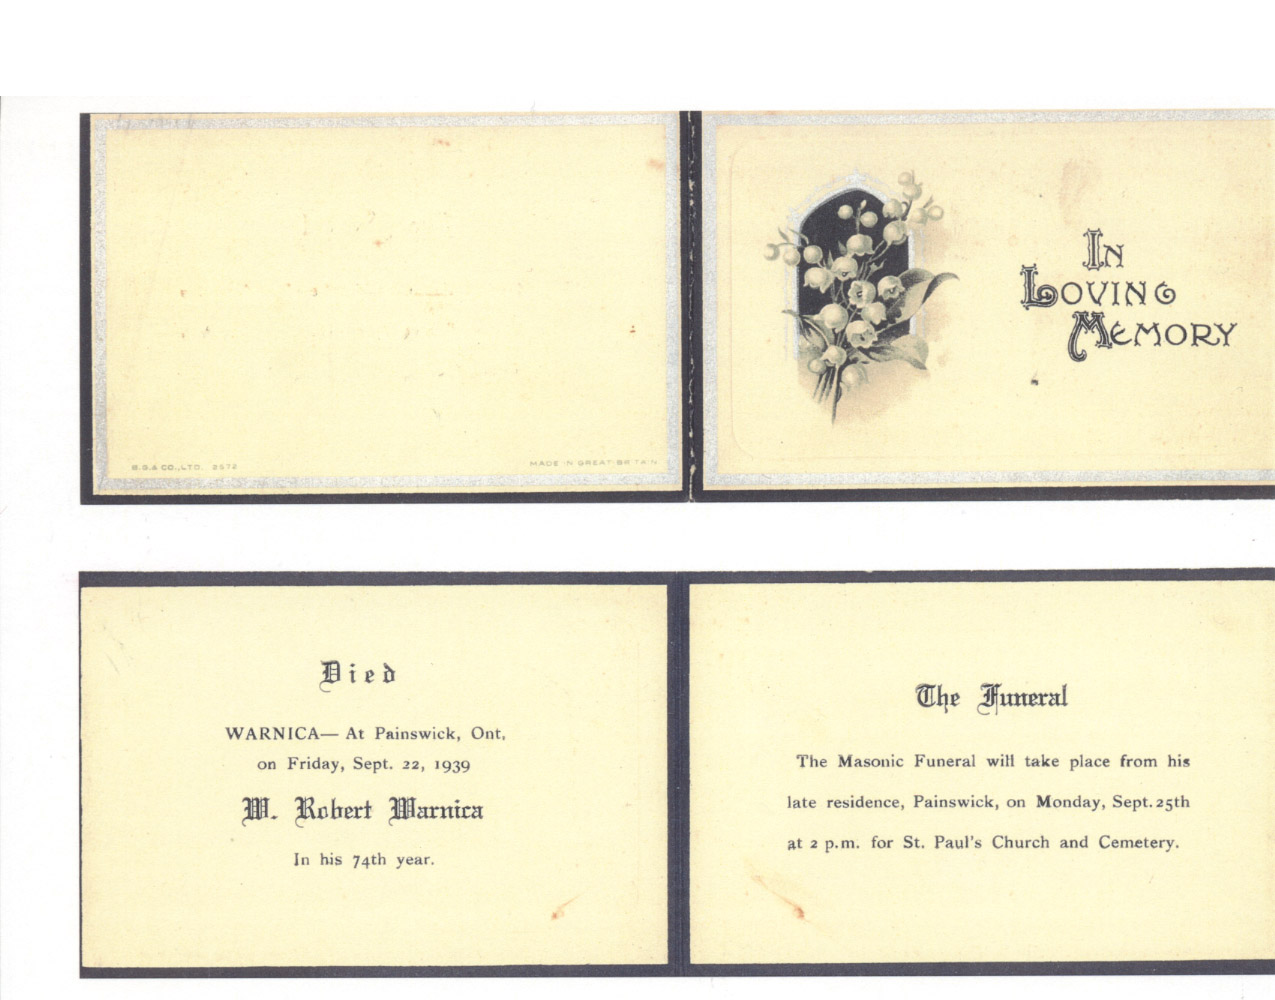 B.G.A CO.,LTD. 2572
MADE IN GREAT BRITAIN
IN
LOVING
MEMORY
Died
WARNICA— At Painswick, Ont,
on Friday, Sept. 22, 1939
W. Robert Warnica
In his 74th year.
The Funeral
The Masonic Funeral will take place from his
late residence, Painswick, on Monday, Sept. 25th
at 2 p.m. for St. Paul's Church and Cemetery.